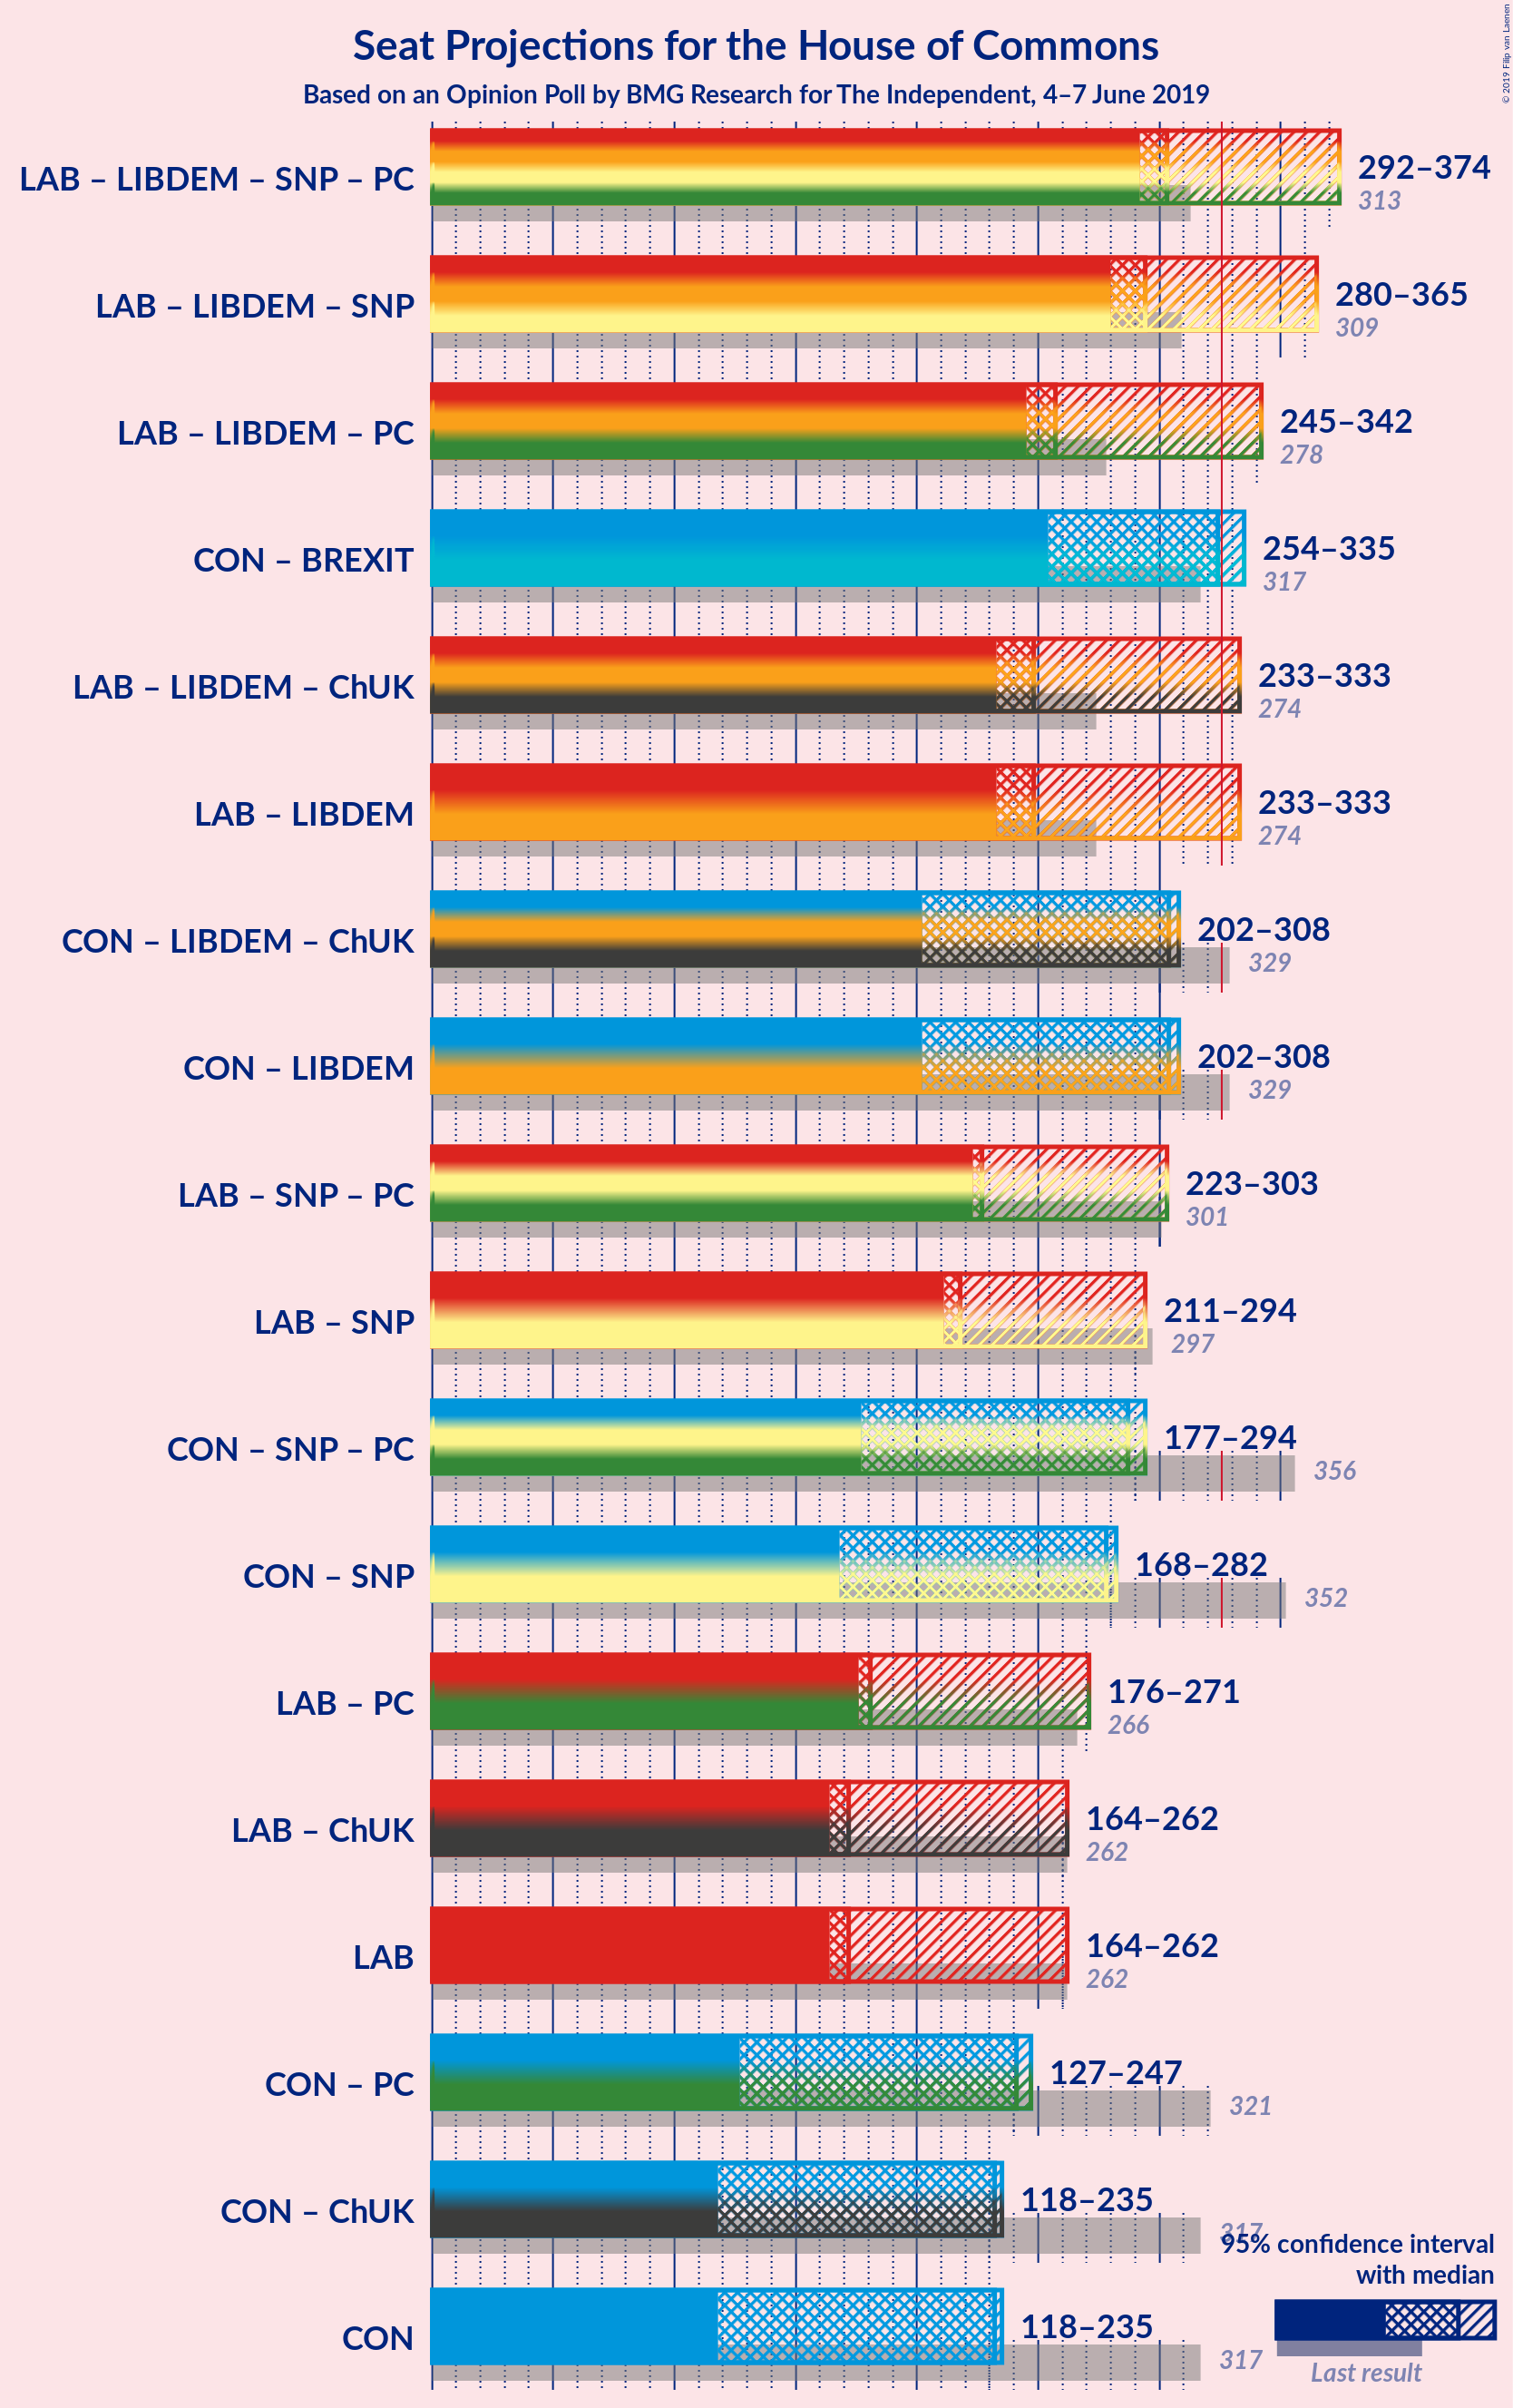 © 2019 Filip van Laenen
Seat Projections for the House of Commons
Based on an Opinion Poll by BMG Research for The Independent, 4–7 June 2019
LAB – LIBDEM – SNP – PC
292–374
313
LAB – LIBDEM – SNP
280–365
309
LAB – LIBDEM – PC
245–342
278
CON – BREXIT
254–335
317
LAB – LIBDEM – ChUK
233–333
274
LAB – LIBDEM
233–333
274
CON – LIBDEM – ChUK
202–308
329
CON – LIBDEM
202–308
329
LAB – SNP – PC
223–303
301
LAB – SNP
211–294
297
CON – SNP – PC
177–294
356
CON – SNP
168–282
352
LAB – PC
176–271
266
LAB – ChUK
164–262
262
LAB
164–262
262
CON – PC
127–247
321
CON – ChUK
118–235
317
CON
118–235
317
95% confidence interval
with median
Last result